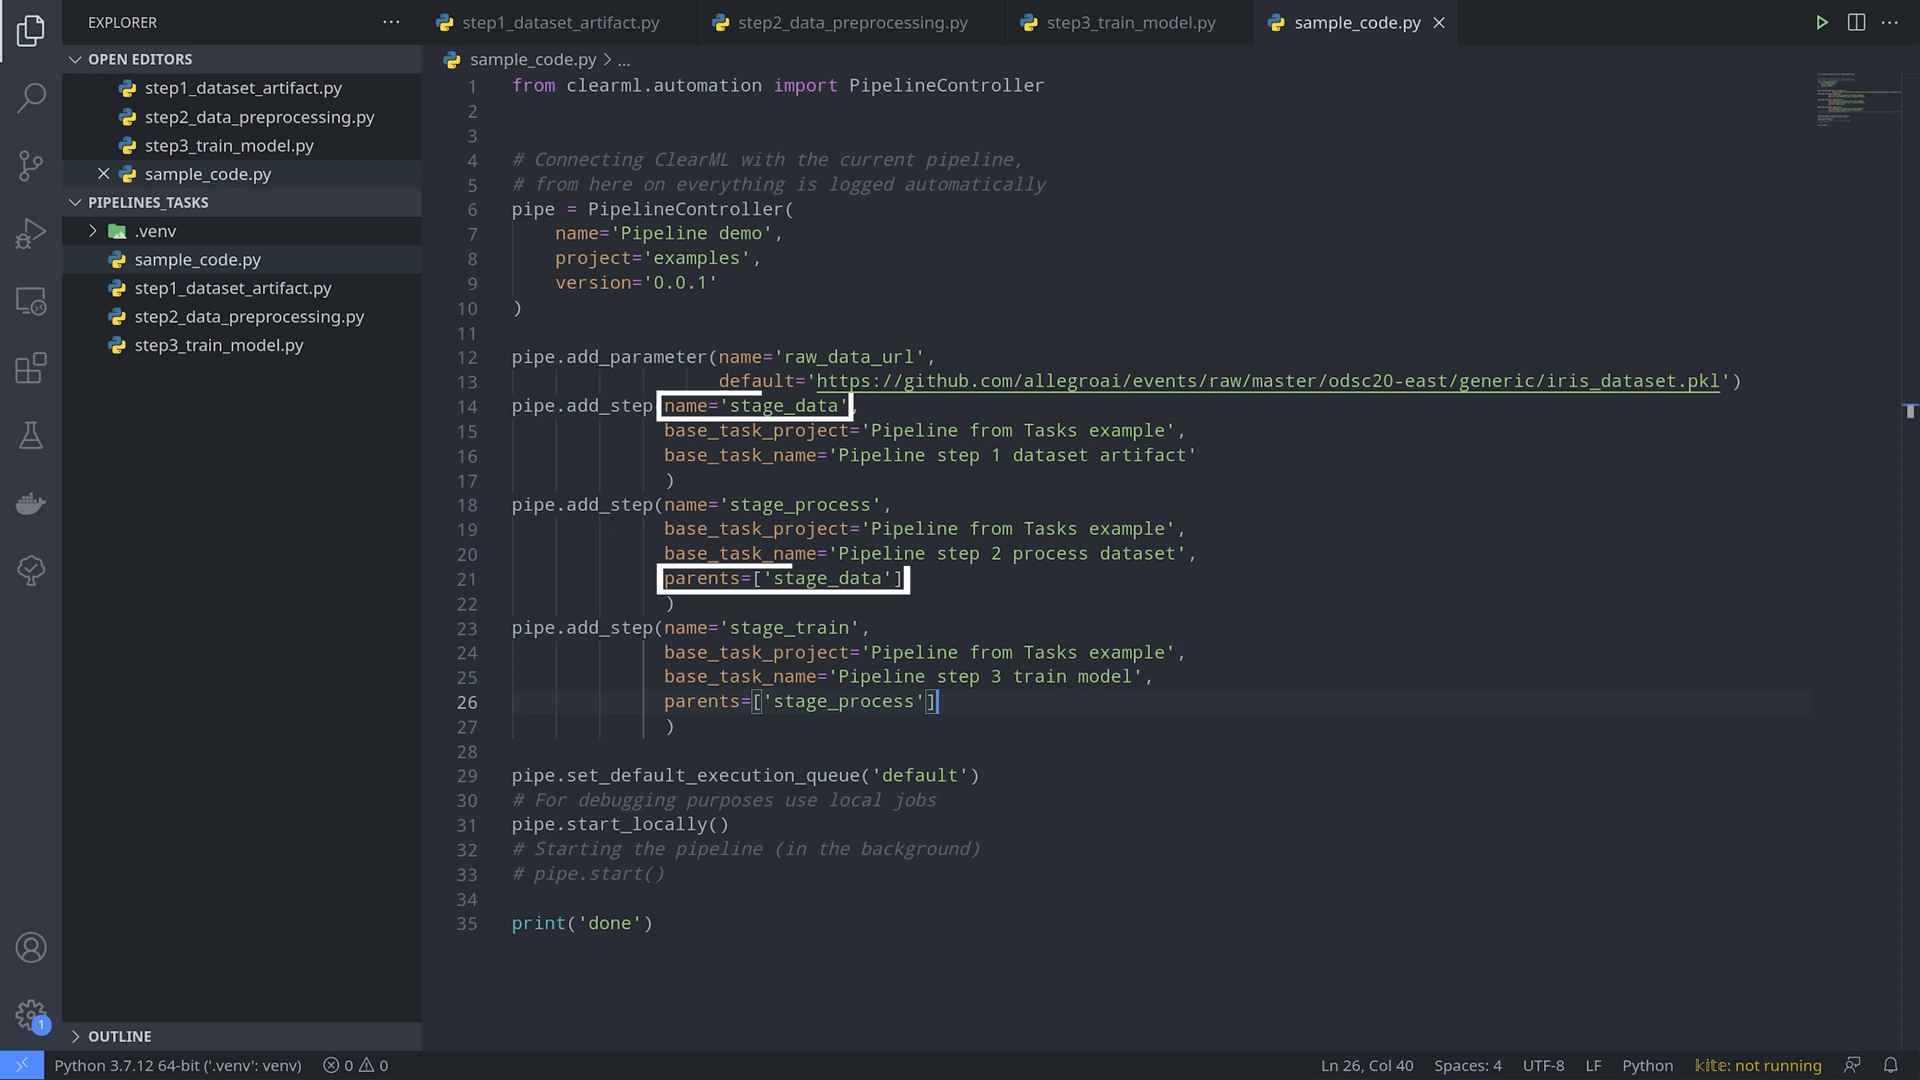 EXPLORER
OPEN EDITORS
step1_dataset_artifact.py
step2_data_preprocessing.py
step3_train_model.py
sample_code.py
PIPELINES_TASKS
.venv
sample_code.py
step1_dataset_artifact.py
step2_data_preprocessing.py
step3_train_model.py
OUTLINE
step1_dataset_artifact.py step2_data_preprocessing.py step3_train_model.py sample_code.py
sample_code.py > ...
1 from clearml.automation import PipelineController
2
3
4 # Connecting ClearML with the current pipeline,
5 # from here on everything is logged automatically
6 pipe = PipelineController(
7 name='Pipeline demo',
8 project='examples',
9 version='0.0.1'
10 )
11
12 pipe.add_parameter(name='raw_data_url',
13 default='https://github.com/allegroai/events/raw/master/odsc20-east/generic/iris_dataset.pkl')
14 pipe.add_step name='stage_data',
15 base_task_project='Pipeline from Tasks example',
16 base_task_name='Pipeline step 1 dataset artifact'
17 )
18 pipe.add_step(name='stage_process',
19 base_task_project='Pipeline from Tasks example',
20 base_task_name='Pipeline step 2 process dataset',
21 parents=['stage_data']
22 )
23 pipe.add_step(name='stage_train',
24 base_task_project='Pipeline from Tasks example',
25 base_task_name='Pipeline step 3 train model',
26 parents=['stage_process']
27 )
28
29 pipe.set_default_execution_queue('default')
30 # For debugging purposes use local jobs
31 pipe.start_locally()
32 # Starting the pipeline (in the background)
33 # pipe.start()
34
35 print('done')
1
Python 3.7.12 64-bit ('.venv': venv) 0 0 Ln 26, Col 40 Spaces: 4 UTF-8 LF Python kite: not running